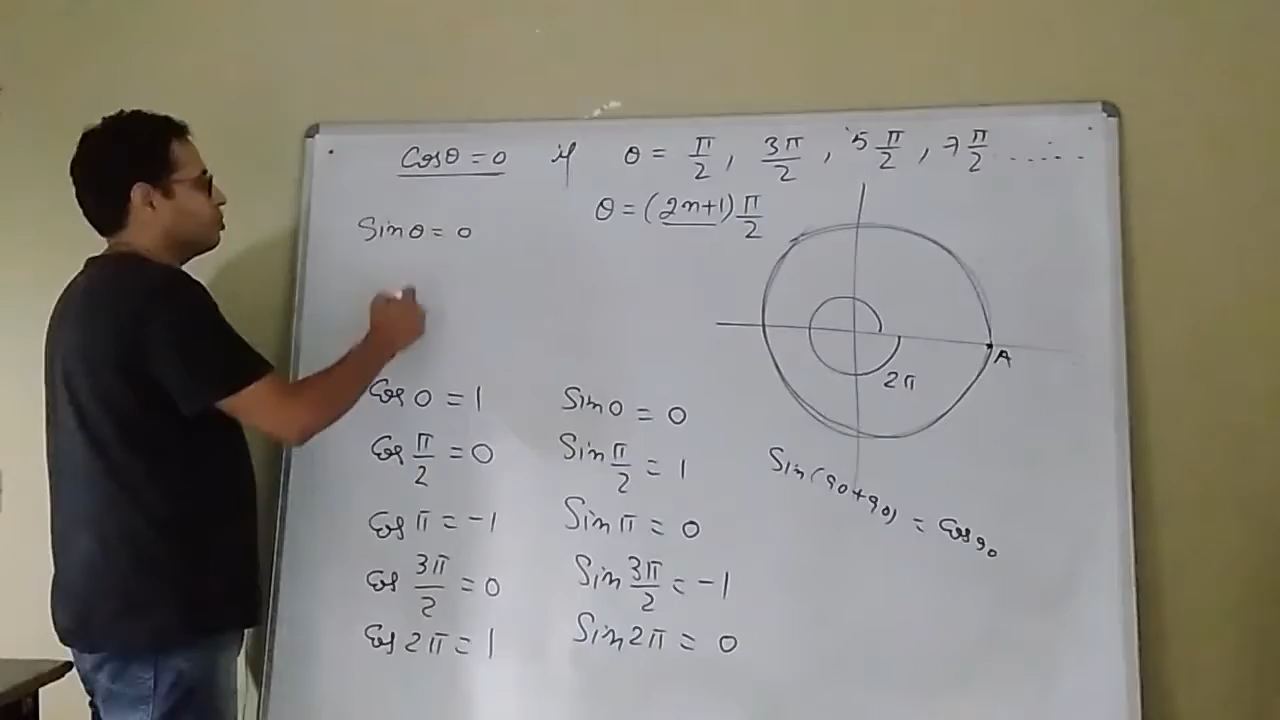 Cosθ = 0 if θ = π/2, 3π/2, 5π/2, 7π/2 ......
θ = (2n+1)π/2
Sinθ = 0
A
2π
Cos 0 = 1 Sin 0 = 0
Cos π/2 = 0 Sin π/2 = 1
Sin(90+90) = Cos 90
Cos π = -1 Sin π = 0
Cos 3π/2 = 0 Sin 3π/2 = -1
Cos 2π = 1 Sin 2π = 0